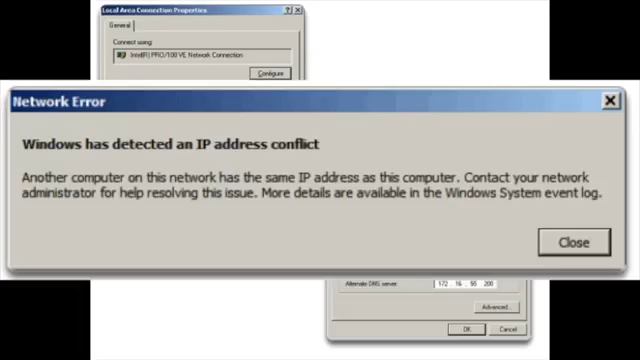 Local Area Connection Properties
General
Connect using:
Intel(R) PRO/100 VE Network Connection
Configure
Network Error
Windows has detected an IP address conflict
Another computer on this network has the same IP address as this computer. Contact your network
administrator for help resolving this issue. More details are available in the Windows System event log.
Close
Alternate DNS server
172 . 16 . 55 . 200
Advanced...
OK
Cancel